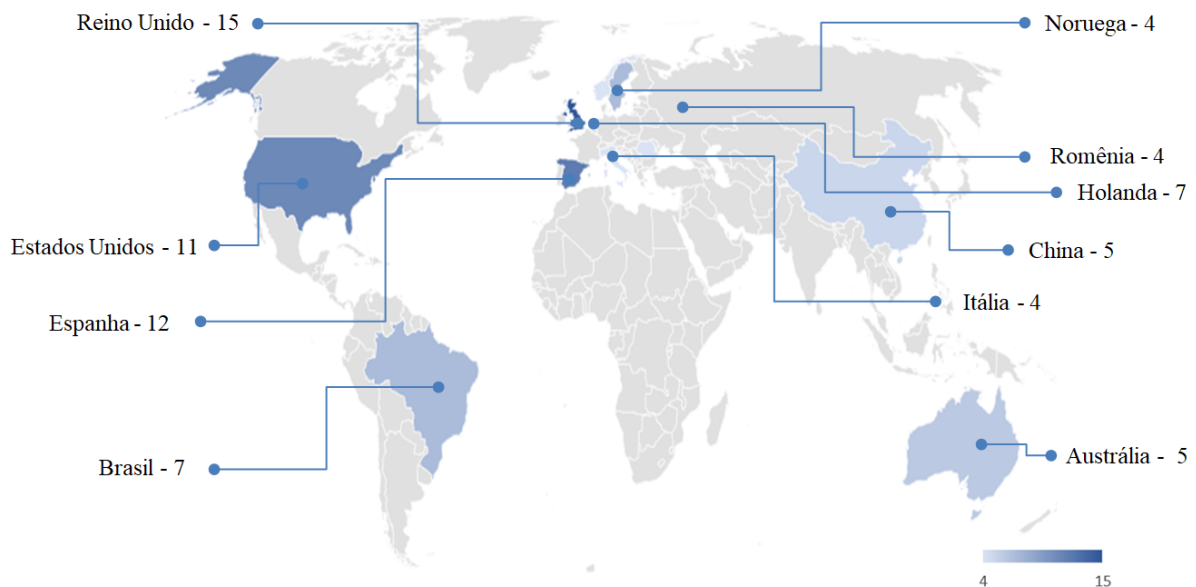 Reino Unido - 15
Noruega - 4
Romênia - 4
Holanda - 7
Estados Unidos - 11
China - 5
Itália - 4
Espanha - 12
Brasil - 7
Austrália - 5
4
15